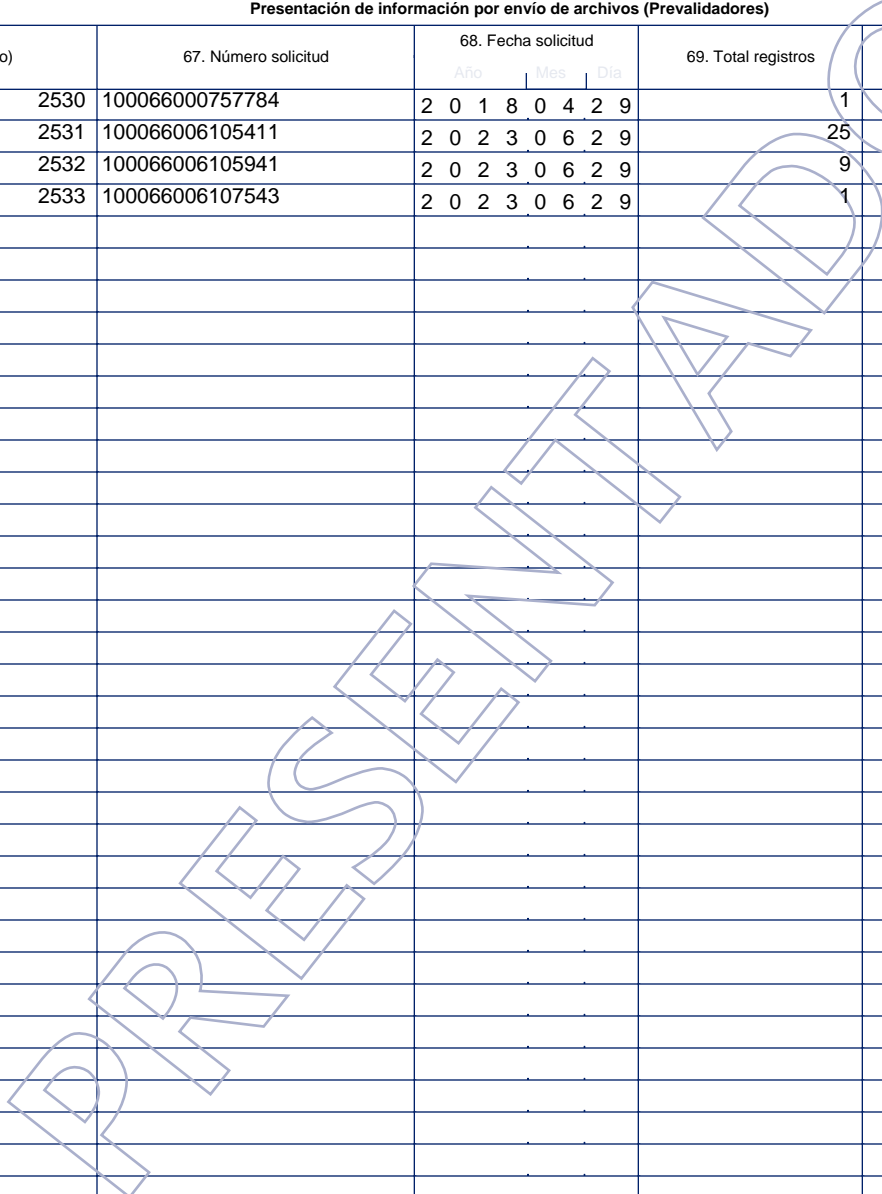 Presentación de información por envío de archivos (Prevalidadores)
o) 67. Número solicitud 68. Fecha solicitud 69. Total registros
Año Mes Día
2530 100066000757784 2 0 1 8 0 4 2 9 1
2531 100066006105411 2 0 2 3 0 6 2 9 25
2532 100066006105941 2 0 2 3 0 6 2 9 9
2533 100066006107543 2 0 2 3 0 6 2 9 1
PRESENTADO